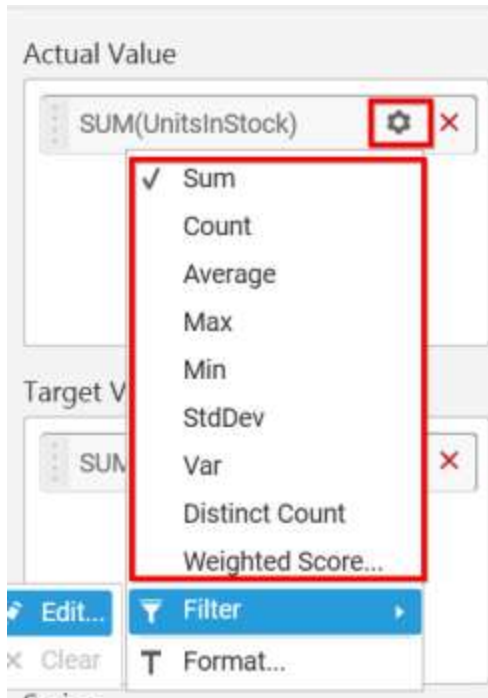 Actual Value
SUM(UnitsInStock)
Sum
Count
Average
Max
Min
Target V
StdDev
SUM
Var
Distinct Count
Weighted Score...
Edit...
Filter
Clear
Format...